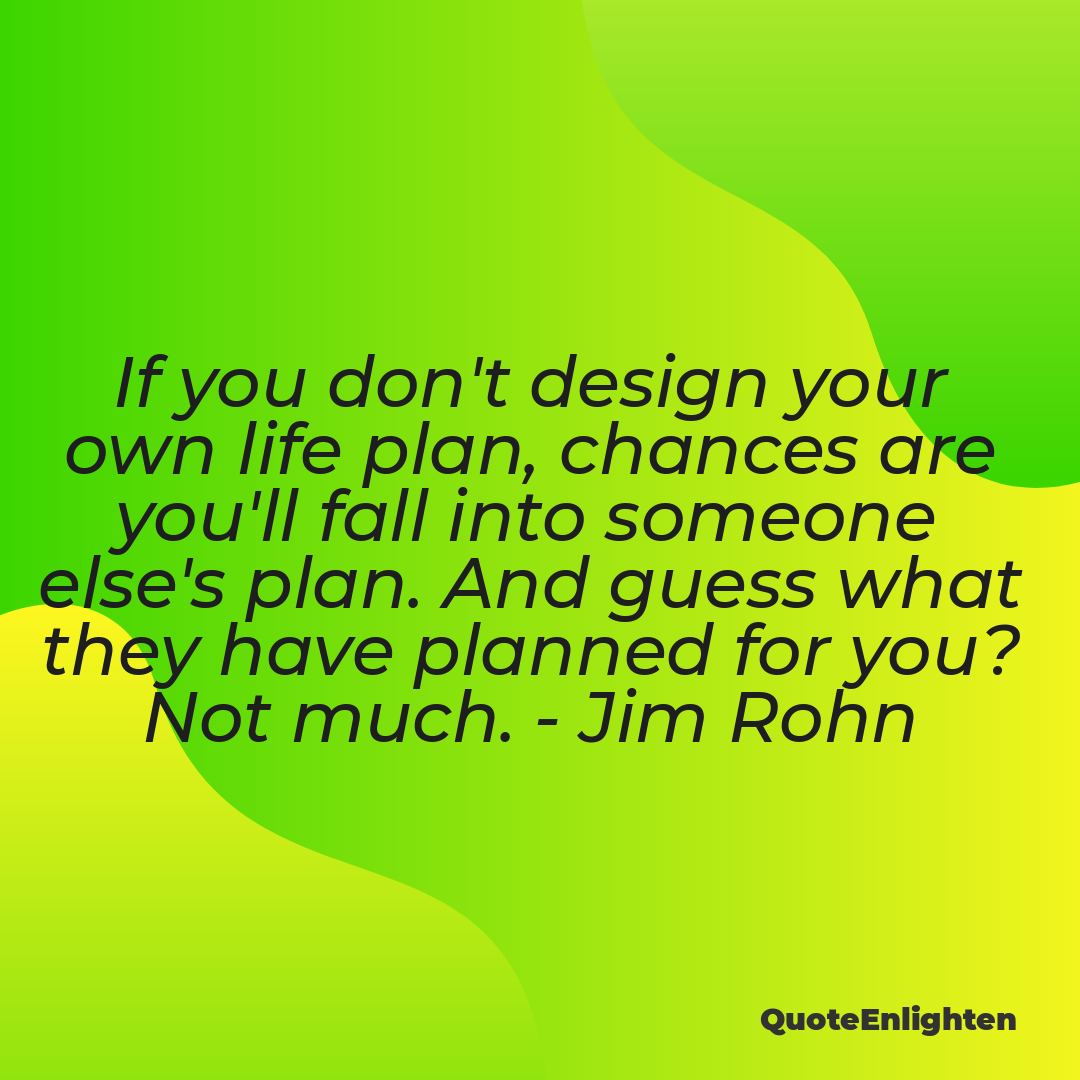 If you don't design your
own life plan, chances are
you'll fall into someone
else's plan. And guess what
they have planned for you?
Not much. - Jim Rohn
QuoteEnlighten